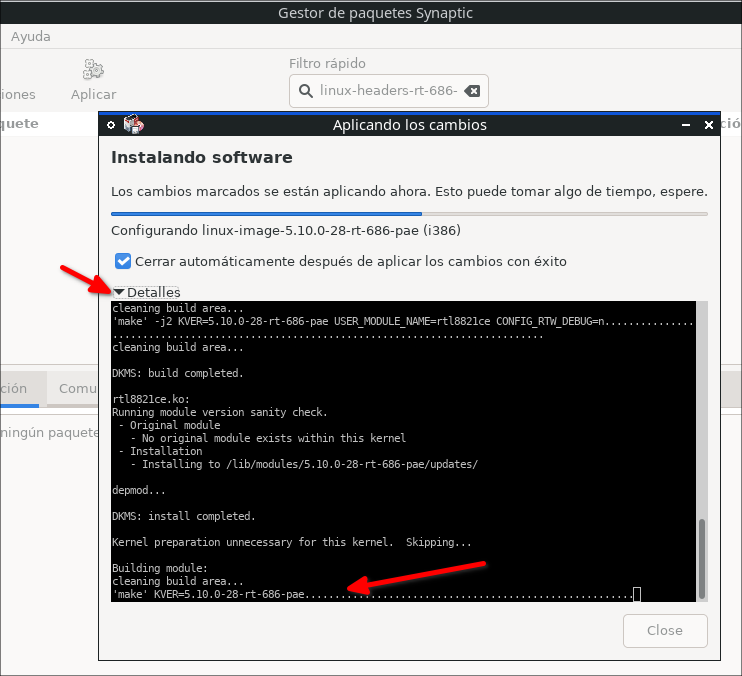 Gestor de paquetes Synaptic
Ayuda
Filtro rápido
iones
Aplicar
linux-headers-rt-686-
quete
ció
Aplicando los cambios
Instalando software
Los cambios marcados se están aplicando ahora. Esto puede tomar algo de tiempo, espere.
Configurando linux-image-5.10.0-28-rt-686-pae (i386)
Cerrar automáticamente después de aplicar los cambios con éxito
Detalles
cleaning build area...
'make' -j2 KVER=5.10.0-28-rt-686-pae USER_MODULE_NAME=rtl8821ce CONFIG_RTW_DEBUG=n...............
........................................................................
cleaning build area...
DKMS: build completed.
rtl8821ce.ko:
Running module version sanity check.
- Original module
- No original module exists within this kernel
- Installation
- Installing to /lib/modules/5.10.0-28-rt-686-pae/updates/
depmod...
DKMS: install completed.
Kernel preparation unnecessary for this kernel.  Skipping...
Building module:
cleaning build area...
'make' KVER=5.10.0-28-rt-686-pae.......................................................
ción
Comu
ningún paquete
Close